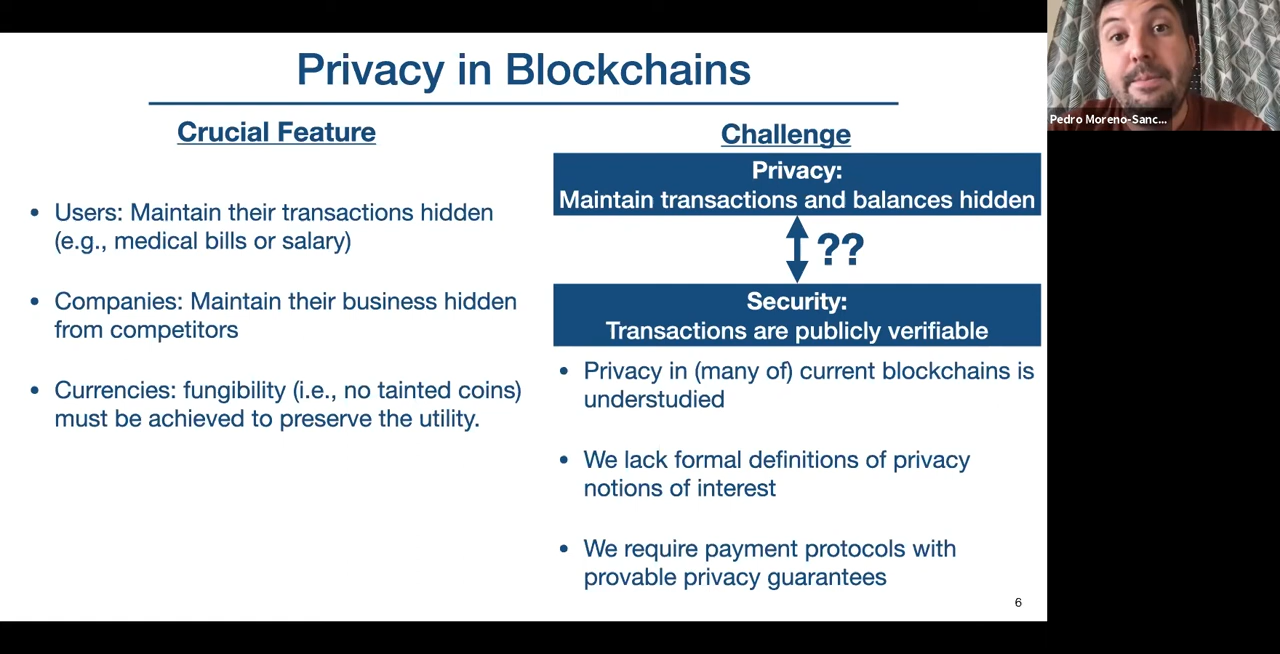 Privacy in Blockchains
Crucial Feature
• Users: Maintain their transactions hidden
(e.g., medical bills or salary)
• Companies: Maintain their business hidden
from competitors
• Currencies: fungibility (i.e., no tainted coins)
must be achieved to preserve the utility.
Challenge
Privacy:
Maintain transactions and balances hidden
??
Security:
Transactions are publicly verifiable
• Privacy in (many of) current blockchains is
understudied
• We lack formal definitions of privacy
notions of interest
• We require payment protocols with
provable privacy guarantees
6
Pedro Moreno-Sanc...